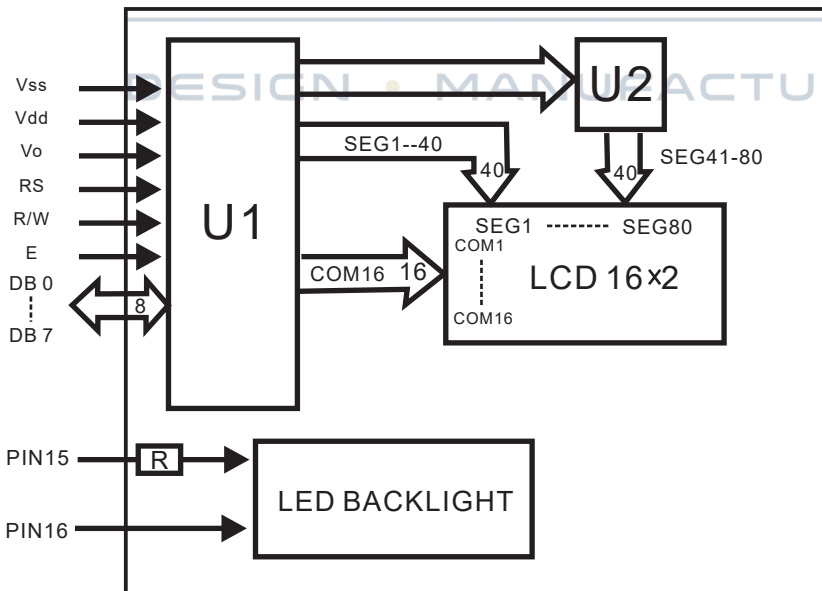 DESIGN • MANUFACTU
Vss
Vdd
Vo
RS
R/W
E
DB 0
DB 7
8
U1
U2
SEG1--40
40
40
SEG41-80
COM16 16
SEG1 SEG80
COM1
COM16
LCD 16×2
PIN15
R
PIN16
LED BACKLIGHT